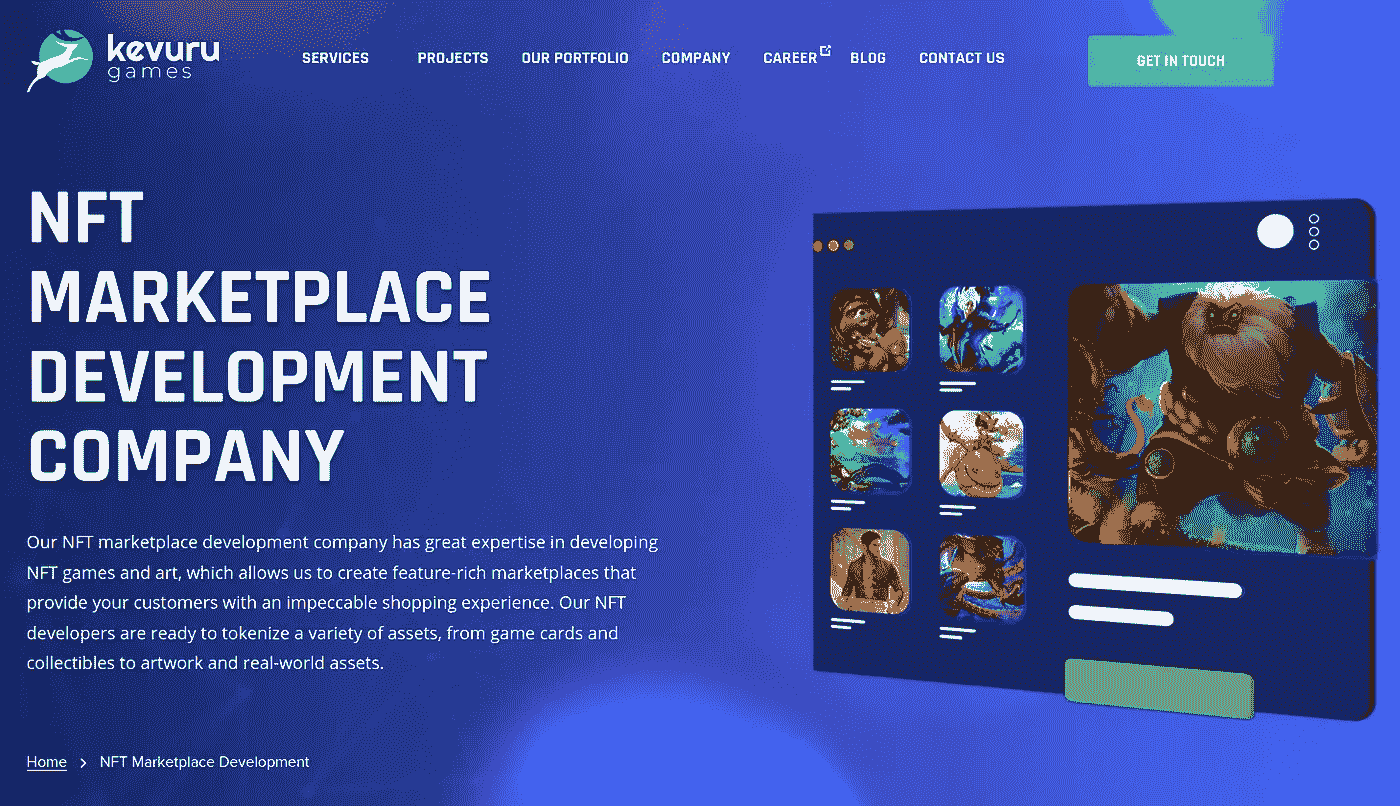 kevuru
games
SERVICES PROJECTS OUR PORTFOLIO COMPANY CAREER BLOG CONTACT US
GET IN TOUCH
NFT
MARKETPLACE
DEVELOPMENT
COMPANY
Our NFT marketplace development company has great expertise in developing
NFT games and art, which allows us to create feature-rich marketplaces that
provide your customers with an impeccable shopping experience. Our NFT
developers are ready to tokenize a variety of assets, from game cards and
collectibles to artwork and real-world assets.
Home > NFT Marketplace Development